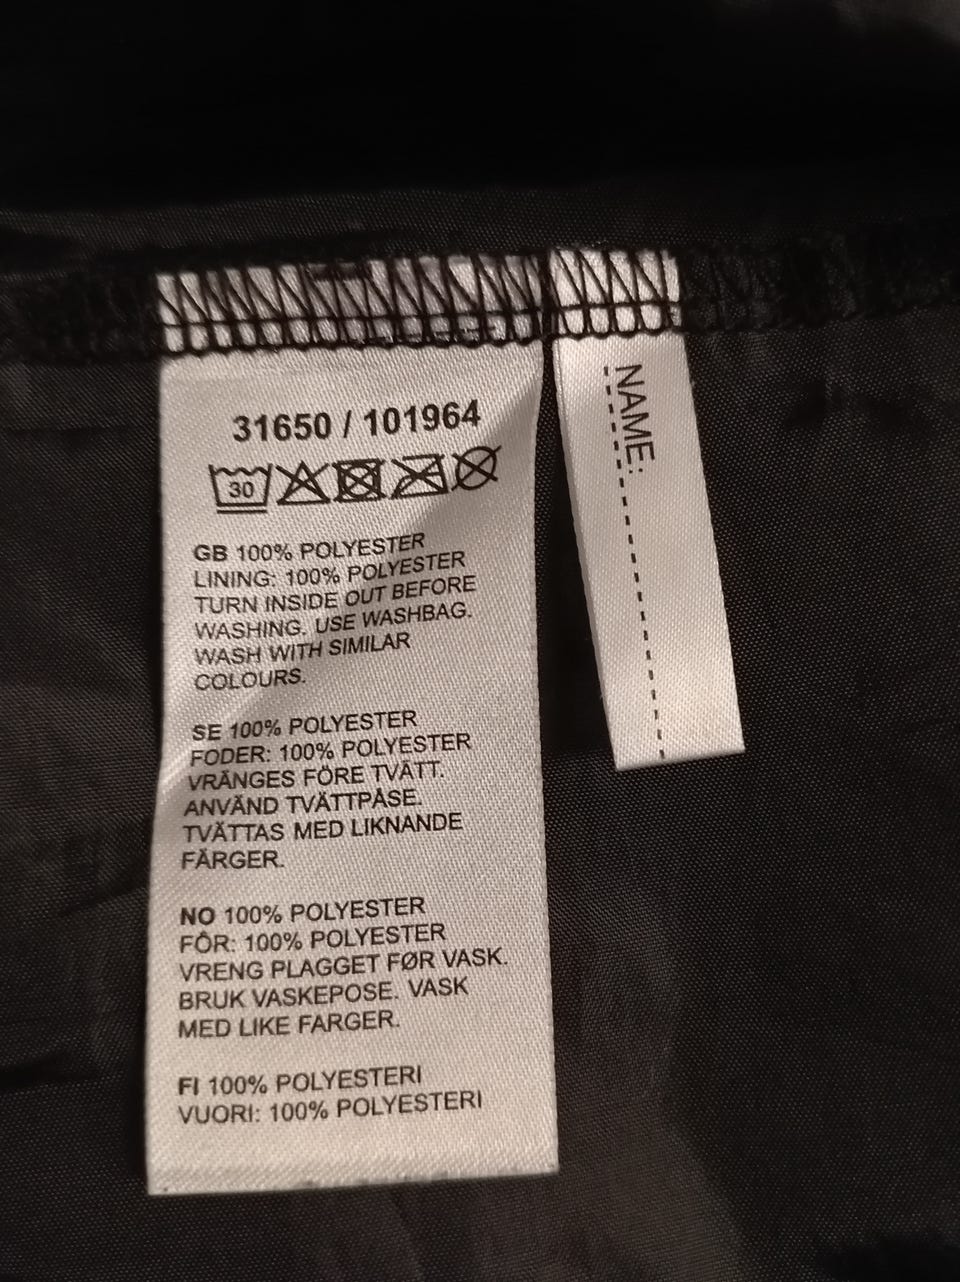 31650 / 101964
30
GB 100% POLYESTER
LINING: 100% POLYESTER
TURN INSIDE OUT BEFORE
WASHING. USE WASHBAG.
WASH WITH SIMILAR
COLOURS.
SE 100% POLYESTER
FODER: 100% POLYESTER
VRÄNGES FÖRE TVÄTT.
ANVÄND TVÄTTPÅSE.
TVÄTTAS MED LIKNANDE
FÄRGER.
NO 100% POLYESTER
FÔR: 100% POLYESTER
VRENG PLAGGET FØR VASK.
BRUK VASKEPOSE. VASK
MED LIKE FARGER.
FI 100% POLYESTERI
VUORI: 100% POLYESTERI
NAME: